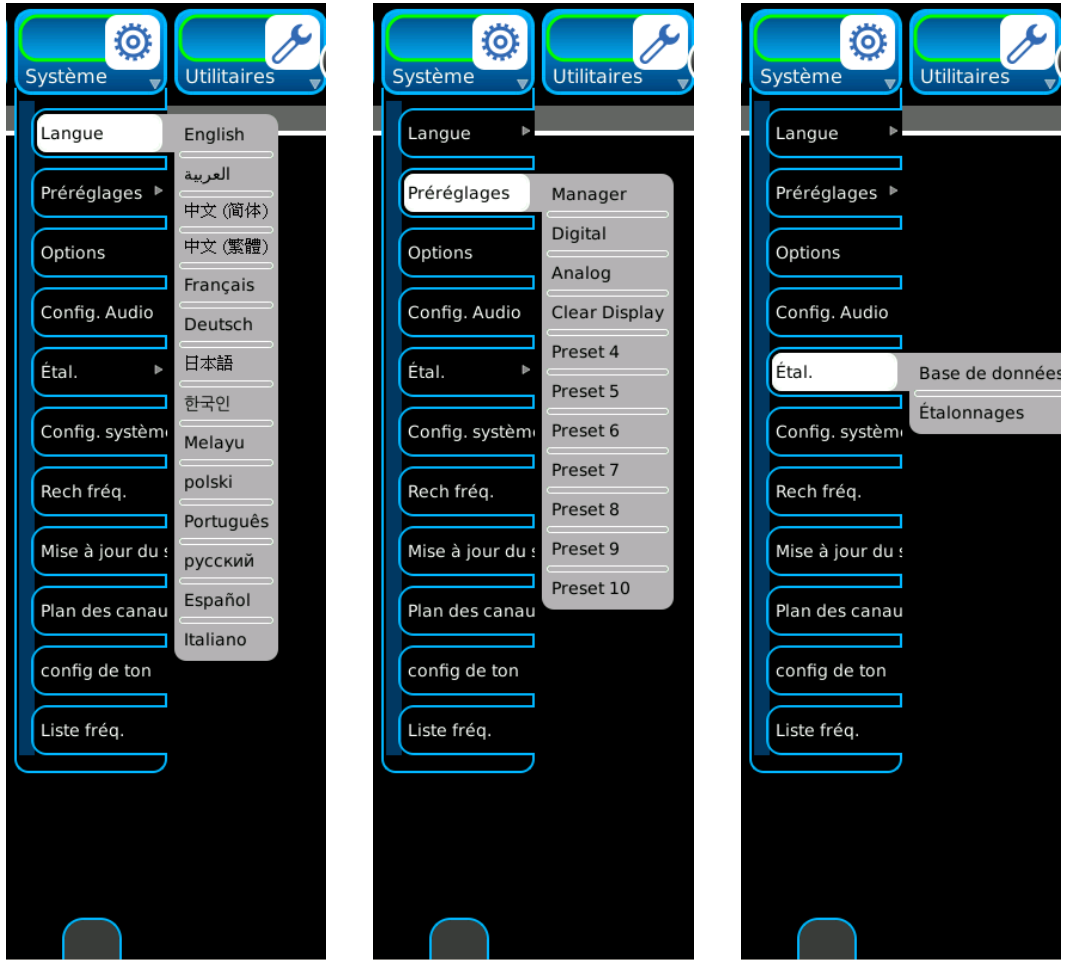 Système
Utilitaires
Langue
English
العربية
中文 (简体)
中文 (繁體)
Français
Deutsch
日本語
한국인
Melayu
polski
Português
русский
Español
Italiano
Préréglages
Options
Config. Audio
Étal.
Config. systèm
Rech fréq.
Mise à jour du s
Plan des canau
config de ton
Liste fréq.
Système
Utilitaires
Langue
Préréglages
Manager
Digital
Analog
Clear Display
Preset 4
Preset 5
Preset 6
Preset 7
Preset 8
Preset 9
Preset 10
Options
Config. Audio
Étal.
Config. systèm
Rech fréq.
Mise à jour du s
Plan des canau
config de ton
Liste fréq.
Système
Utilitaires
Langue
Préréglages
Options
Config. Audio
Étal.
Base de données
Étalonnages
Config. systèm
Rech fréq.
Mise à jour du s
Plan des canau
config de ton
Liste fréq.